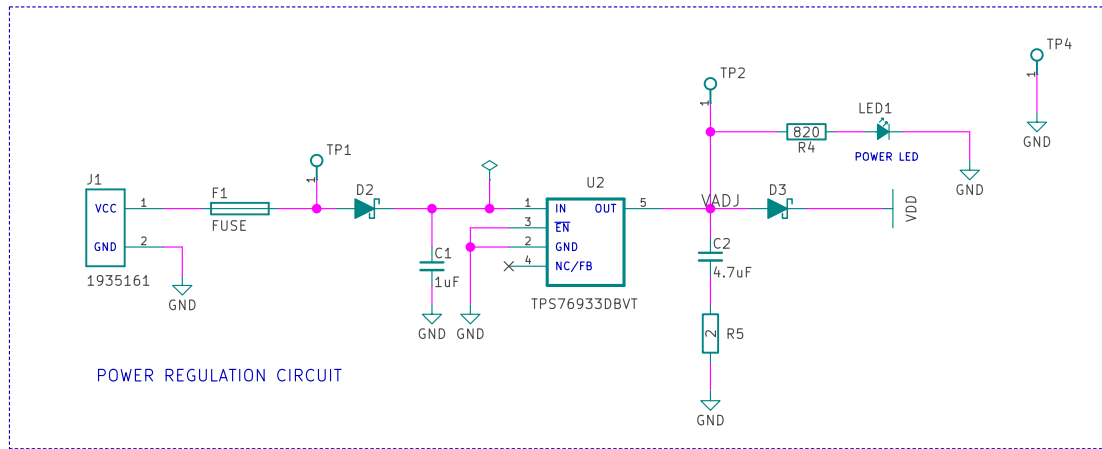 TP4
1
GND
TP2
1
LED1
820
R4
POWER LED
GND
TP1
1
J1
VCC
1
GND
2
1935161
GND
F1
FUSE
D2
C1
1uF
GND
GND
U2
1
IN
OUT
5
3
EN
2
GND
4
NC/FB
TPS76933DBVT
VADJ
D3
VDD
C2
4.7uF
2
R5
GND
POWER REGULATION CIRCUIT